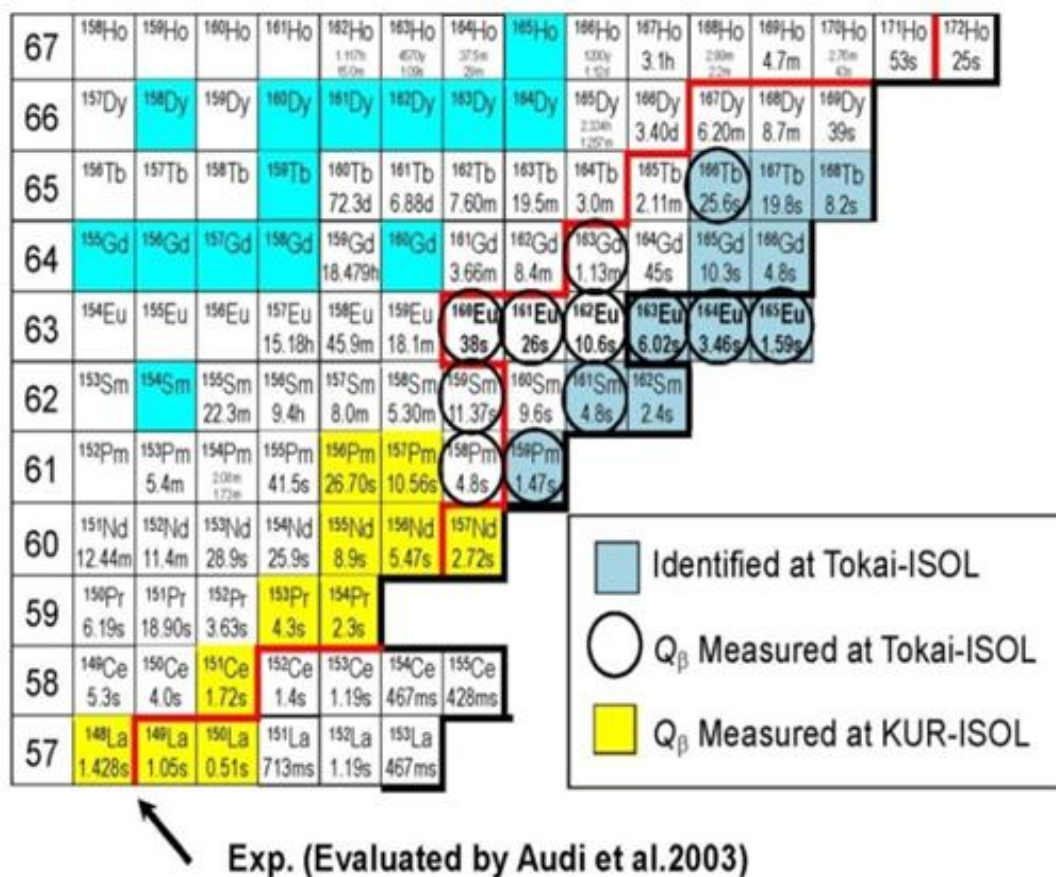 67 ¹⁵⁸Ho ¹⁵⁹Ho ¹⁶⁰Ho ¹⁶¹Ho ¹⁶²Ho ¹⁶³Ho ¹⁶⁴Ho ¹⁶⁵Ho ¹⁶⁶Ho ¹⁶⁷Ho ¹⁶⁸Ho ¹⁶⁹Ho ¹⁷⁰Ho ¹⁷¹Ho ¹⁷²Ho
3.1h 4.7m 53s 25s
66 ¹⁵⁷Dy ¹⁵⁸Dy ¹⁵⁹Dy ¹⁶⁰Dy ¹⁶¹Dy ¹⁶²Dy ¹⁶³Dy ¹⁶⁴Dy ¹⁶⁵Dy ¹⁶⁶Dy ¹⁶⁷Dy ¹⁶⁸Dy ¹⁶⁹Dy
3.40d 6.20m 8.7m 39s
65 ¹⁵⁶Tb ¹⁵⁷Tb ¹⁵⁸Tb ¹⁵⁹Tb ¹⁶⁰Tb ¹⁶¹Tb ¹⁶²Tb ¹⁶³Tb ¹⁶⁴Tb ¹⁶⁵Tb ¹⁶⁶Tb ¹⁶⁷Tb ¹⁶⁸Tb
72.3d 6.88d 7.60m 19.5m 3.0m 2.11m 25.6s 19.8s 8.2s
64 ¹⁵⁵Gd ¹⁵⁶Gd ¹⁵⁷Gd ¹⁵⁸Gd ¹⁵⁹Gd ¹⁶⁰Gd ¹⁶¹Gd ¹⁶²Gd ¹⁶³Gd ¹⁶⁴Gd ¹⁶⁵Gd ¹⁶⁶Gd
18.479h 3.66m 8.4m 1.13m 45s 10.3s 4.8s
63 ¹⁵⁴Eu ¹⁵⁵Eu ¹⁵⁶Eu ¹⁵⁷Eu ¹⁵⁸Eu ¹⁵⁹Eu ¹⁶⁰Eu ¹⁶¹Eu ¹⁶²Eu ¹⁶³Eu ¹⁶⁴Eu ¹⁶⁵Eu
15.18h 45.9m 18.1m 38s 26s 10.6s 6.02s 3.46s 1.59s
62 ¹⁵³Sm ¹⁵⁴Sm ¹⁵⁵Sm ¹⁵⁶Sm ¹⁵⁷Sm ¹⁵⁸Sm ¹⁵⁹Sm ¹⁶⁰Sm ¹⁶¹Sm ¹⁶²Sm
22.3m 9.4h 8.0m 5.30m 11.37s 9.6s 4.8s 2.4s
61 ¹⁵²Pm ¹⁵³Pm ¹⁵⁴Pm ¹⁵⁵Pm ¹⁵⁶Pm ¹⁵⁷Pm ¹⁵⁸Pm ¹⁵⁹Pm
5.4m 41.5s 26.70s 10.56s 4.8s 1.47s
60 ¹⁵¹Nd ¹⁵²Nd ¹⁵³Nd ¹⁵⁴Nd ¹⁵⁵Nd ¹⁵⁶Nd ¹⁵⁷Nd
12.44m 11.4m 28.9s 25.9s 8.9s 5.47s 2.72s
59 ¹⁵⁰Pr ¹⁵¹Pr ¹⁵²Pr ¹⁵³Pr ¹⁵⁴Pr
6.19s 18.90s 3.63s 4.3s 2.3s
58 ¹⁴⁹Ce ¹⁵⁰Ce ¹⁵¹Ce ¹⁵²Ce ¹⁵³Ce ¹⁵⁴Ce ¹⁵⁵Ce
5.3s 4.0s 1.72s 1.4s 1.19s 467ms 428ms
57 ¹⁴⁸La ¹⁴⁹La ¹⁵⁰La ¹⁵¹La ¹⁵²La ¹⁵³La
1.428s 1.05s 0.51s 713ms 1.19s 467ms
Identified at Tokai-ISOL
Qᵦ Measured at Tokai-ISOL
Qᵦ Measured at KUR-ISOL
Exp. (Evaluated by Audi et al.2003)